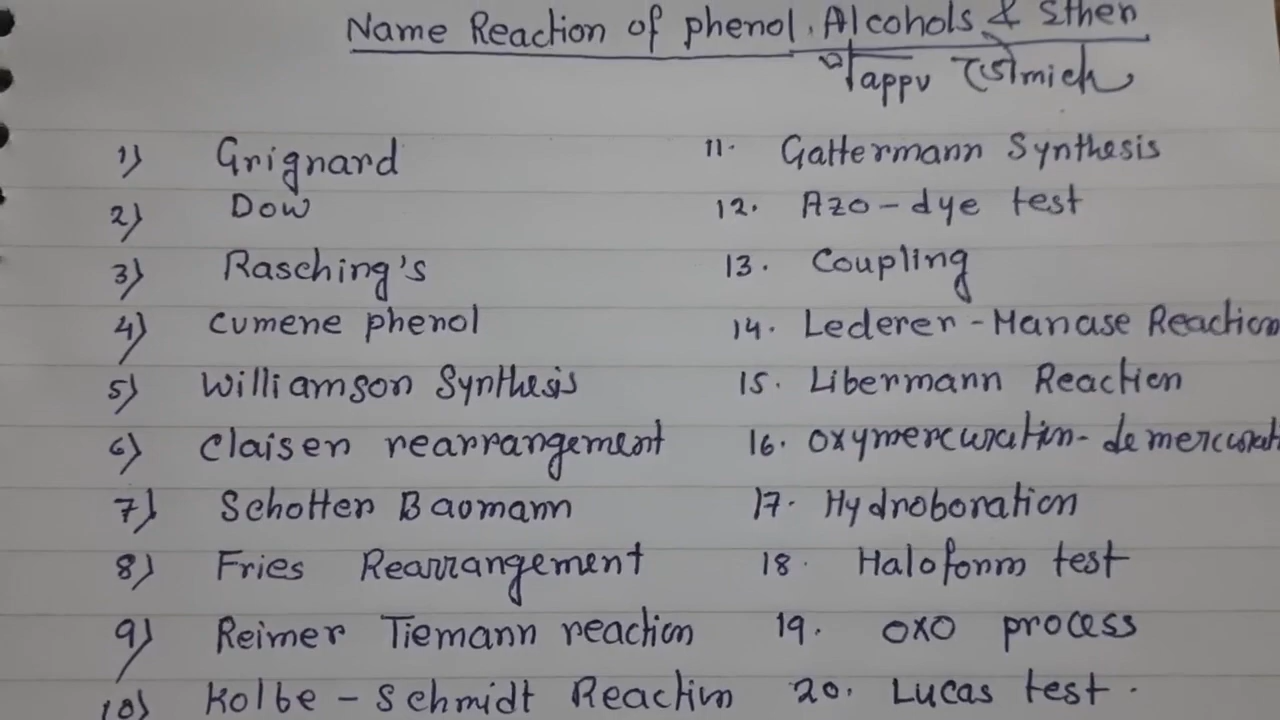 Name Reaction of phenol, Alcohols & Ether
Tappu
1) Grignard
2) Dow
3) Rasching's
4) Cumene phenol
5) Williamson Synthesis
6) Claisen rearrangement
7) Schotten Baomann
8) Fries Rearrangement
9) Reimer Tiemann reaction
10) Kolbe - Schmidt Reaction
11. Gattermann Synthesis
12. Azo-dye test
13. Coupling
14. Lederer-Manase Reaction
15. Libermann Reaction
16. Oxymercuration-demercurati
17. Hydroboration
18. Haloform test
19. OXO process
20. Lucas test.